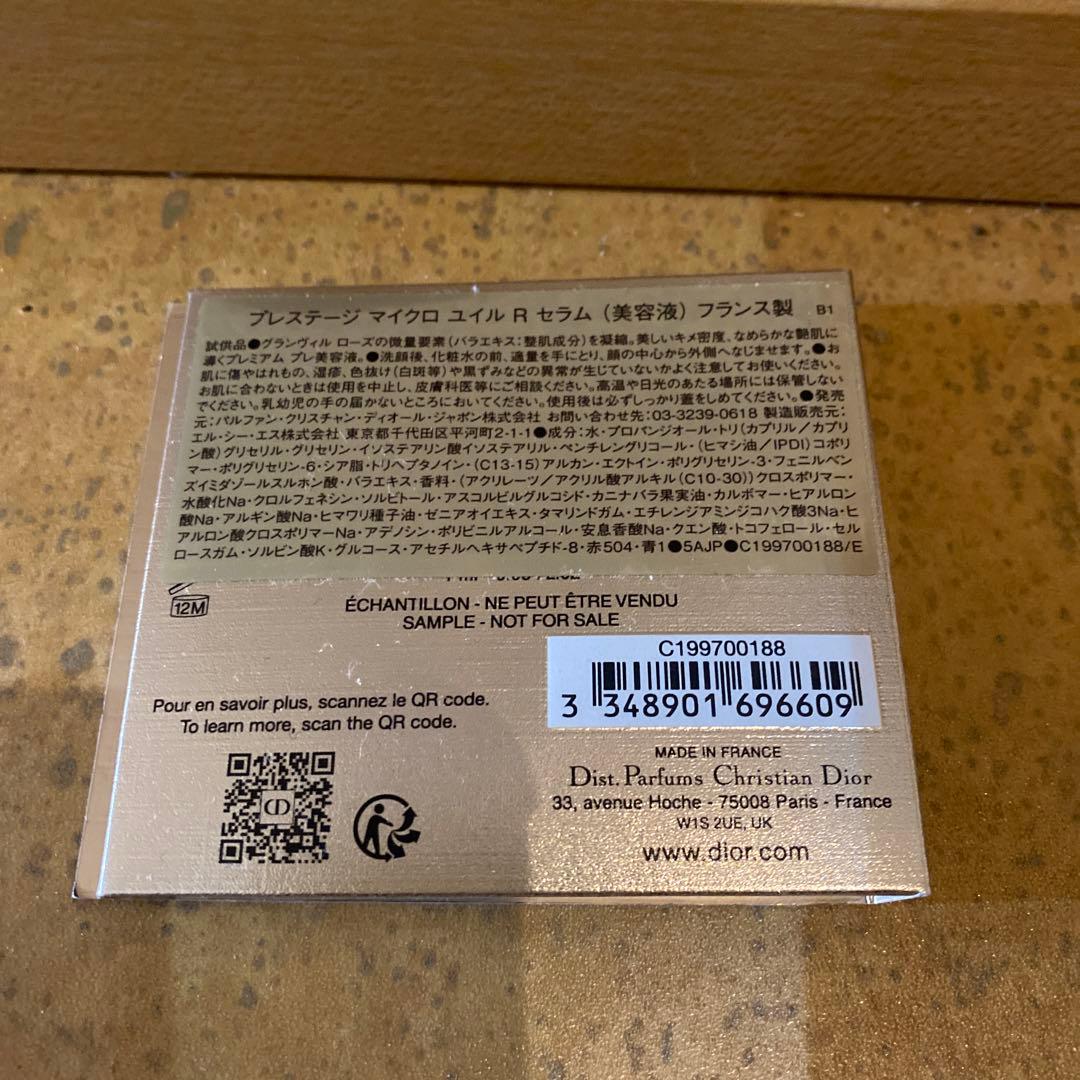 プレステージ マイクロ ユイル R セラム（美容液）フランス製 B1
試供品●グランヴィル ローズの微量要素（バラエキス：整肌成分）を凝縮。美しいキメ密度、なめらかな艶肌に
導くプレミアム プレ美容液。●洗顔後、化粧水の前、適量を手にとり、顔の中心から外側へなじませます。●お
肌に傷やはれもの、湿疹、色抜け（白斑等）や黒ずみなどの異常が生じていないかよく注意してお使いください。
お肌に合わないときは使用を中止し、皮膚科医等にご相談ください。高温や日光のあたる場所には保管しない
でください。乳幼児の手の届かないところにおいてください。使用後は必ずしっかり蓋をしめてください。●発売
元：パルファン・クリスチャン・ディオール・ジャポン株式会社 お問い合わせ先：03-3239-0618 製造販売元：
エル・シー・エス株式会社 東京都千代田区平河町2-1-1●成分：水・プロパンジオール・トリ（カプリル／カプリ
ン酸）グリセリル・グリセリン・イソステアリン酸イソステアリル・ペンチレングリコール・（ヒマシ油／IPDI）コポリ
マー・ポリグリセリン-6・シア脂・トリヘプタノイン・（C13-15）アルカン・エクトイン・ポリグリセリン-3・フェニルベン
ズイミダゾールスルホン酸・バラエキス・香料・（アクリレーツ／アクリル酸アルキル（C10-30））クロスポリマー・
水酸化Na・クロルフェネシン・ソルビトール・アスコルビルグルコシド・カニナバラ果実油・カルボマー・ヒアルロン
酸Na・アルギン酸Na・ヒマワリ種子油・ゼニアオイエキス・タマリンドガム・エチレンジアミンジコハク酸3Na・ヒ
アルロン酸クロスポリマーNa・アデノシン・ポリビニルアルコール・安息香酸Na・クエン酸・トコフェロール・セル
ロースガム・ソルビン酸K・グルコース・アセチルヘキサペプチド-8・赤504・青1●5AJP●C199700188/E
12M
ÉCHANTILLON - NE PEUT ÊTRE VENDU
SAMPLE - NOT FOR SALE
C199700188
3 348901 696609
Pour en savoir plus, scannez le QR code.
To learn more, scan the QR code.
CD
MADE IN FRANCE
Dist. Parfums Christian Dior
33, avenue Hoche - 75008 Paris - France
W1S 2UE, UK
www.dior.com